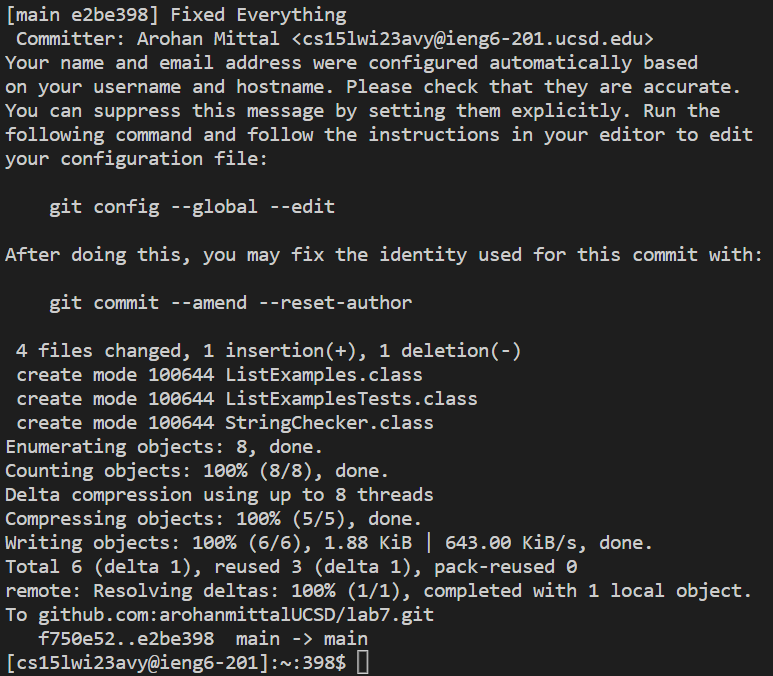 [main e2be398] Fixed Everything
 Committer: Arohan Mittal <cs15lwi23avy@ieng6-201.ucsd.edu>
Your name and email address were configured automatically based
on your username and hostname. Please check that they are accurate.
You can suppress this message by setting them explicitly. Run the
following command and follow the instructions in your editor to edit
your configuration file:

    git config --global --edit

After doing this, you may fix the identity used for this commit with:

    git commit --amend --reset-author

 4 files changed, 1 insertion(+), 1 deletion(-)
 create mode 100644 ListExamples.class
 create mode 100644 ListExamplesTests.class
 create mode 100644 StringChecker.class
Enumerating objects: 8, done.
Counting objects: 100% (8/8), done.
Delta compression using up to 8 threads
Compressing objects: 100% (5/5), done.
Writing objects: 100% (6/6), 1.88 KiB | 643.00 KiB/s, done.
Total 6 (delta 1), reused 3 (delta 1), pack-reused 0
remote: Resolving deltas: 100% (1/1), completed with 1 local object.
To github.com:arohanmittalUCSD/lab7.git
   f750e52..e2be398  main -> main
[cs15lwi23avy@ieng6-201]:~:398$